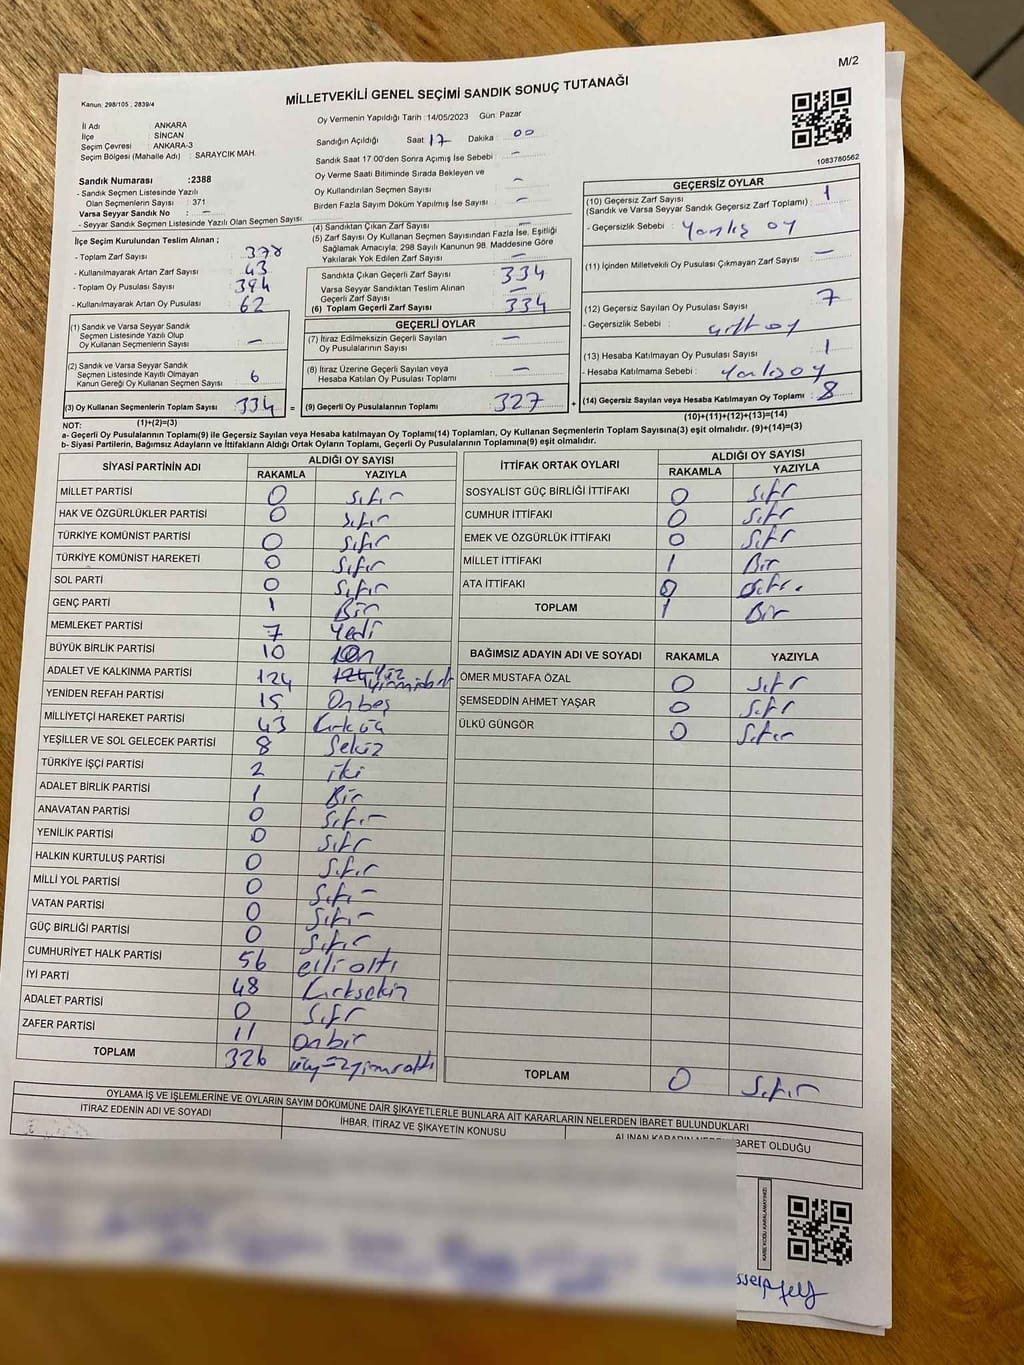 M/2
Kanun: 298/105 , 2839/4
MİLLETVEKİLİ GENEL SEÇİMİ SANDIK SONUÇ TUTANAĞI
İl Adı : ANKARA
İlçe : SİNCAN
Seçim Çevresi : ANKARA-3
Seçim Bölgesi (Mahalle Adı) : SARAYCIK MAH.
Sandık Numarası :2388
- Sandık Seçmen Listesinde Yazılı
Olan Seçmenlerin Sayısı : 371
Varsa Seyyar Sandık No : –
- Seyyar Sandık Seçmen Listesinde Yazılı Olan Seçmen Sayısı
İlçe Seçim Kurulundan Teslim Alınan ;
- Toplam Zarf Sayısı : 378
- Kullanılmayarak Artan Zarf Sayısı : 43
- Toplam Oy Pusulası Sayısı : 394
- Kullanılmayarak Artan Oy Pusulası : 62
(1) Sandık ve Varsa Seyyar Sandık
Seçmen Listesinde Yazılı Olup
Oy Kullanan Seçmenlerin Sayısı : –
(2) Sandık ve Varsa Seyyar Sandık
Seçmen Listesinde Kayıtlı Olmayan
Kanun Gereği Oy Kullanan Seçmen Sayısı : 6
(3) Oy Kullanan Seçmenlerin Toplam Sayısı : 334
(1)+(2)=(3)
Oy Vermenin Yapıldığı Tarih : 14/05/2023 Gün: Pazar
Sandığın Açıldığı Saat 17 Dakika : 00
Sandık Saat 17.00'den Sonra Açımış İse Sebebi : –
Oy Verme Saati Bitiminde Sırada Bekleyen ve
Oy Kullandırılan Seçmen Sayısı : –
Birden Fazla Sayım Döküm Yapılmış İse Sayısı : –
(4) Sandıktan Çıkan Zarf Sayısı :
(5) Zarf Sayısı Oy Kullanan Seçmen Sayısından Fazla İse, Eşitliği
Sağlamak Amacıyla; 298 Sayılı Kanunun 98. Maddesine Göre
Yakılarak Yok Edilen Zarf Sayısı : –
Sandıkta Çıkan Geçerli Zarf Sayısı : 334
Varsa Seyyar Sandıktan Teslim Alınan
Geçerli Zarf Sayısı : –
(6) Toplam Geçerli Zarf Sayısı : 334
GEÇERLİ OYLAR
(7) İtiraz Edilmeksizin Geçerli Sayılan
Oy Pusulalarının Sayısı : –
(8) İtiraz Üzerine Geçerli Sayılan veya
Hesaba Katılan Oy Pusulası Toplamı : –
= (9) Geçerli Oy Pusulalarının Toplamı : 327
1083780562
GEÇERSİZ OYLAR
(10) Geçersiz Zarf Sayısı
(Sandık ve Varsa Seyyar Sandık Geçersiz Zarf Toplamı) : 1
- Geçersizlik Sebebi : Yanlış oy
(11) İçinden Milletvekili Oy Pusulası Çıkmayan Zarf Sayısı : –
(12) Geçersiz Sayılan Oy Pusulası Sayısı : 7
- Geçersizlik Sebebi : çift oy
(13) Hesaba Katılmayan Oy Pusulası Sayısı : 1
- Hesaba Katılmama Sebebi : Yanlış oy
+ (14) Geçersiz Sayılan veya Hesaba Katılmayan Oy Toplamı : 8
(10)+(11)+(12)+(13)=(14)
NOT:
a- Geçerli Oy Pusulalarının Toplamı(9) ile Geçersiz Sayılan veya Hesaba katılmayan Oy Toplamı(14) Toplamları, Oy Kullanan Seçmenlerin Toplam Sayısına(3) eşit olmalıdır. (9)+(14)=(3)
b- Siyasi Partilerin, Bağımsız Adayların ve İttifakların Aldığı Ortak Oyların Toplamı, Geçerli Oy Pusulalarının Toplamına(9) eşit olmalıdır.
SİYASİ PARTİNİN ADI ALDIĞI OY SAYISI
RAKAMLA YAZIYLA
MİLLET PARTİSİ 0 Sıfır
HAK VE ÖZGÜRLÜKLER PARTİSİ 0 Sıfır
TÜRKİYE KOMÜNİST PARTİSİ 0 Sıfır
TÜRKİYE KOMÜNİST HAREKETİ 0 Sıfır
SOL PARTİ 0 Sıfır
GENÇ PARTİ 1 Bir
MEMLEKET PARTİSİ 7 Yedi
BÜYÜK BİRLİK PARTİSİ 10 on
ADALET VE KALKINMA PARTİSİ 124 124 yüz yirmidört
YENİDEN REFAH PARTİSİ 15 Onbeş
MİLLİYETÇİ HAREKET PARTİSİ 43 Kırküç
YEŞİLLER VE SOL GELECEK PARTİSİ 8 Sekiz
TÜRKİYE İŞÇİ PARTİSİ 2 iki
ADALET BİRLİK PARTİSİ 1 Bir
ANAVATAN PARTİSİ 0 Sıfır
YENİLİK PARTİSİ 0 Sıfır
HALKIN KURTULUŞ PARTİSİ 0 Sıfır
MİLLİ YOL PARTİSİ 0 Sıfır
VATAN PARTİSİ 0 Sıfır
GÜÇ BİRLİĞİ PARTİSİ 0 Sıfır
CUMHURİYET HALK PARTİSİ 56 elli altı
İYİ PARTİ 48 Kırksekiz
ADALET PARTİSİ 0 Sıfır
ZAFER PARTİSİ 11 onbir
TOPLAM 326 üçyüzyirmialtı
İTTİFAK ORTAK OYLARI ALDIĞI OY SAYISI
RAKAMLA YAZIYLA
SOSYALİST GÜÇ BİRLİĞİ İTTİFAKI 0 Sıfır
CUMHUR İTTİFAKI 0 Sıfır
EMEK VE ÖZGÜRLÜK İTTİFAKI 0 Sıfır
MİLLET İTTİFAKI 1 Bir
ATA İTTİFAKI 0 Sıfır.
TOPLAM 1 Bir
BAĞIMSIZ ADAYIN ADI VE SOYADI RAKAMLA YAZIYLA
ÖMER MUSTAFA ÖZAL 0 Sıfır
ŞEMSEDDİN AHMET YAŞAR 0 Sıfır
ÜLKÜ GÜNGÖR 0 Sıfır
TOPLAM 0 Sıfır
OYLAMA İŞ VE İŞLEMLERİNE VE OYLARIN SAYIM DÖKÜMÜNE DAİR ŞİKAYETLERLE BUNLARA AİT KARARLARIN NELERDEN İBARET BULUNDUKLARI
İTİRAZ EDENİN ADI VE SOYADI İHBAR, İTİRAZ VE ŞİKAYETİN KONUSU ALINAN KARARIN NEDEN İBARET OLDUĞU
KARE KODU KARALAMAYINIZ!